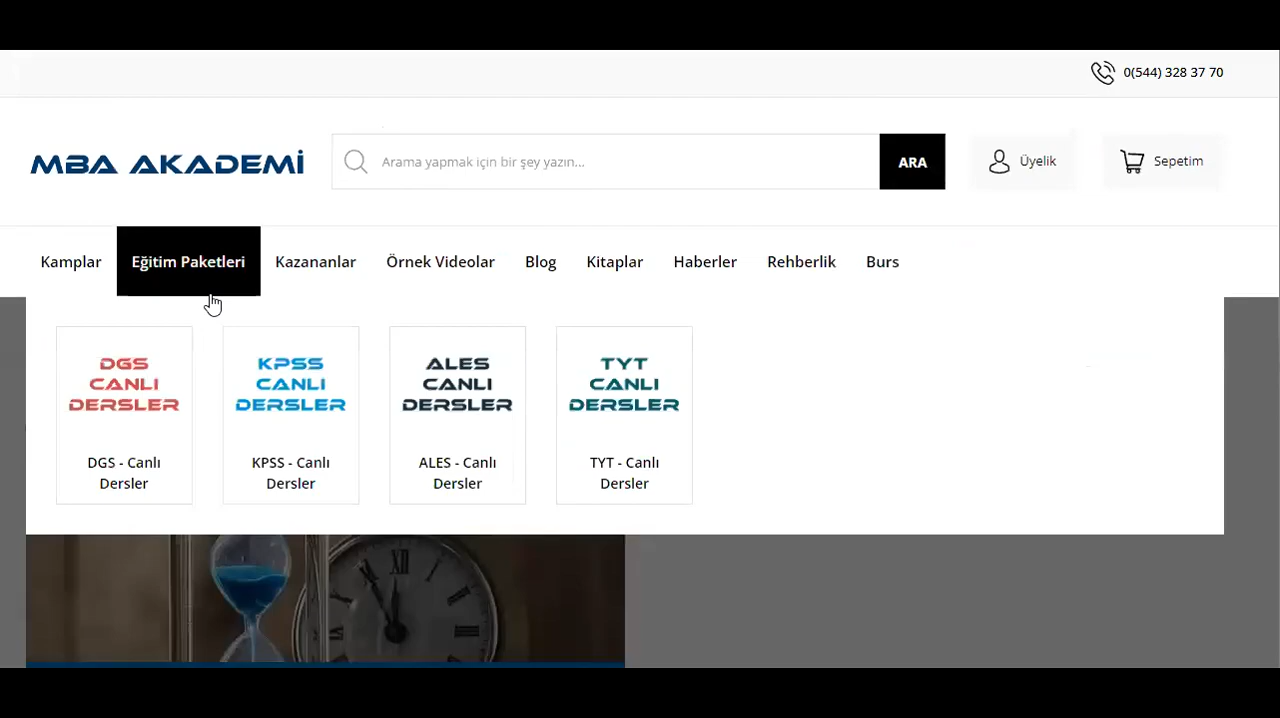 0(544) 328 37 70
MBA AKADEMİ
Arama yapmak için bir şey yazın...
ARA
Üyelik
Sepetim
Kamplar
Eğitim Paketleri
Kazananlar
Örnek Videolar
Blog
Kitaplar
Haberler
Rehberlik
Burs
DGS
CANLI
DERSLER
DGS - Canlı
Dersler
KPSS
CANLI
DERSLER
KPSS - Canlı
Dersler
ALES
CANLI
DERSLER
ALES - Canlı
Dersler
TYT
CANLI
DERSLER
TYT - Canlı
Dersler